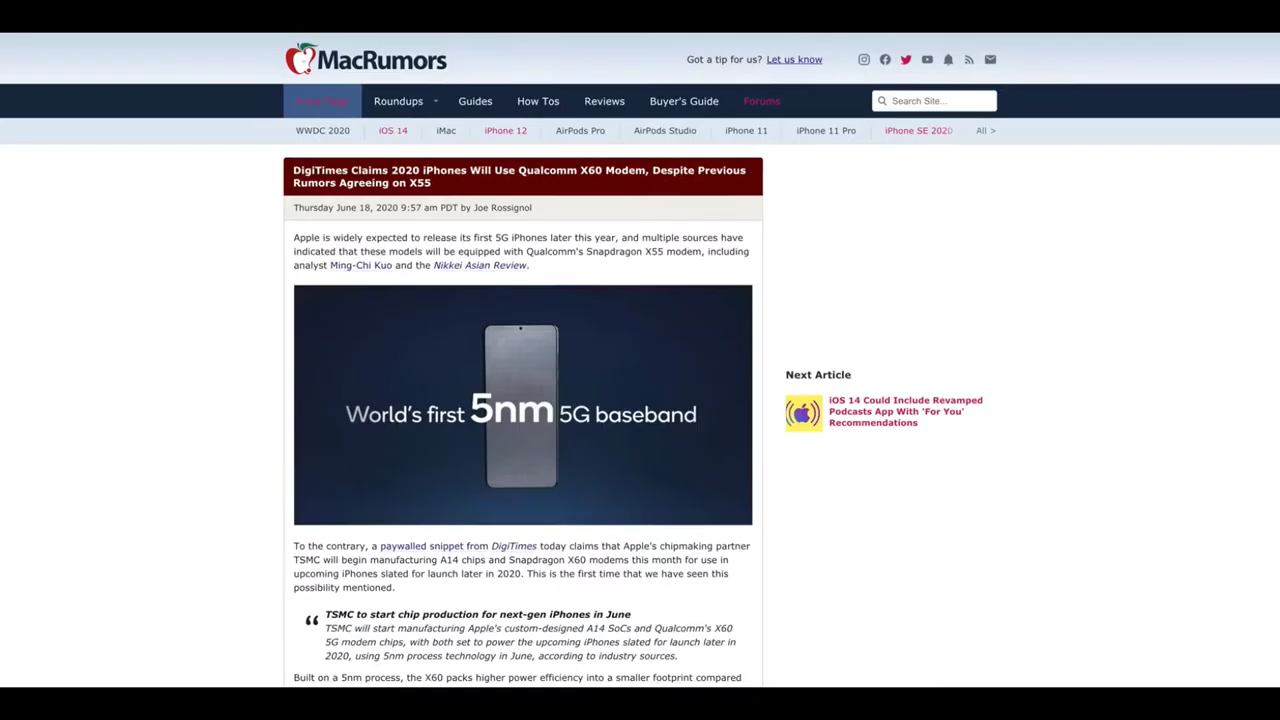 MacRumors
Got a tip for us? Let us know
Front Page Roundups Guides How Tos Reviews Buyer's Guide Forums
Search Site...
WWDC 2020 iOS 14 iMac iPhone 12 AirPods Pro AirPods Studio iPhone 11 iPhone 11 Pro iPhone SE 2020 All >
DigiTimes Claims 2020 iPhones Will Use Qualcomm X60 Modem, Despite Previous
Rumors Agreeing on X55
Thursday June 18, 2020 9:57 am PDT by Joe Rossignol
Apple is widely expected to release its first 5G iPhones later this year, and multiple sources have
indicated that these models will be equipped with Qualcomm's Snapdragon X55 modem, including
analyst Ming-Chi Kuo and the Nikkei Asian Review.
World's first 5nm 5G baseband
Next Article
iOS 14 Could Include Revamped
Podcasts App With 'For You'
Recommendations
To the contrary, a paywalled snippet from DigiTimes today claims that Apple's chipmaking partner
TSMC will begin manufacturing A14 chips and Snapdragon X60 modems this month for use in
upcoming iPhones slated for launch later in 2020. This is the first time that we have seen this
possibility mentioned.
“ TSMC to start chip production for next-gen iPhones in June
TSMC will start manufacturing Apple's custom-designed A14 SoCs and Qualcomm's X60
5G modem chips, with both set to power the upcoming iPhones slated for launch later in
2020, using 5nm process technology in June, according to industry sources.
Built on a 5nm process, the X60 packs higher power efficiency into a smaller footprint compared